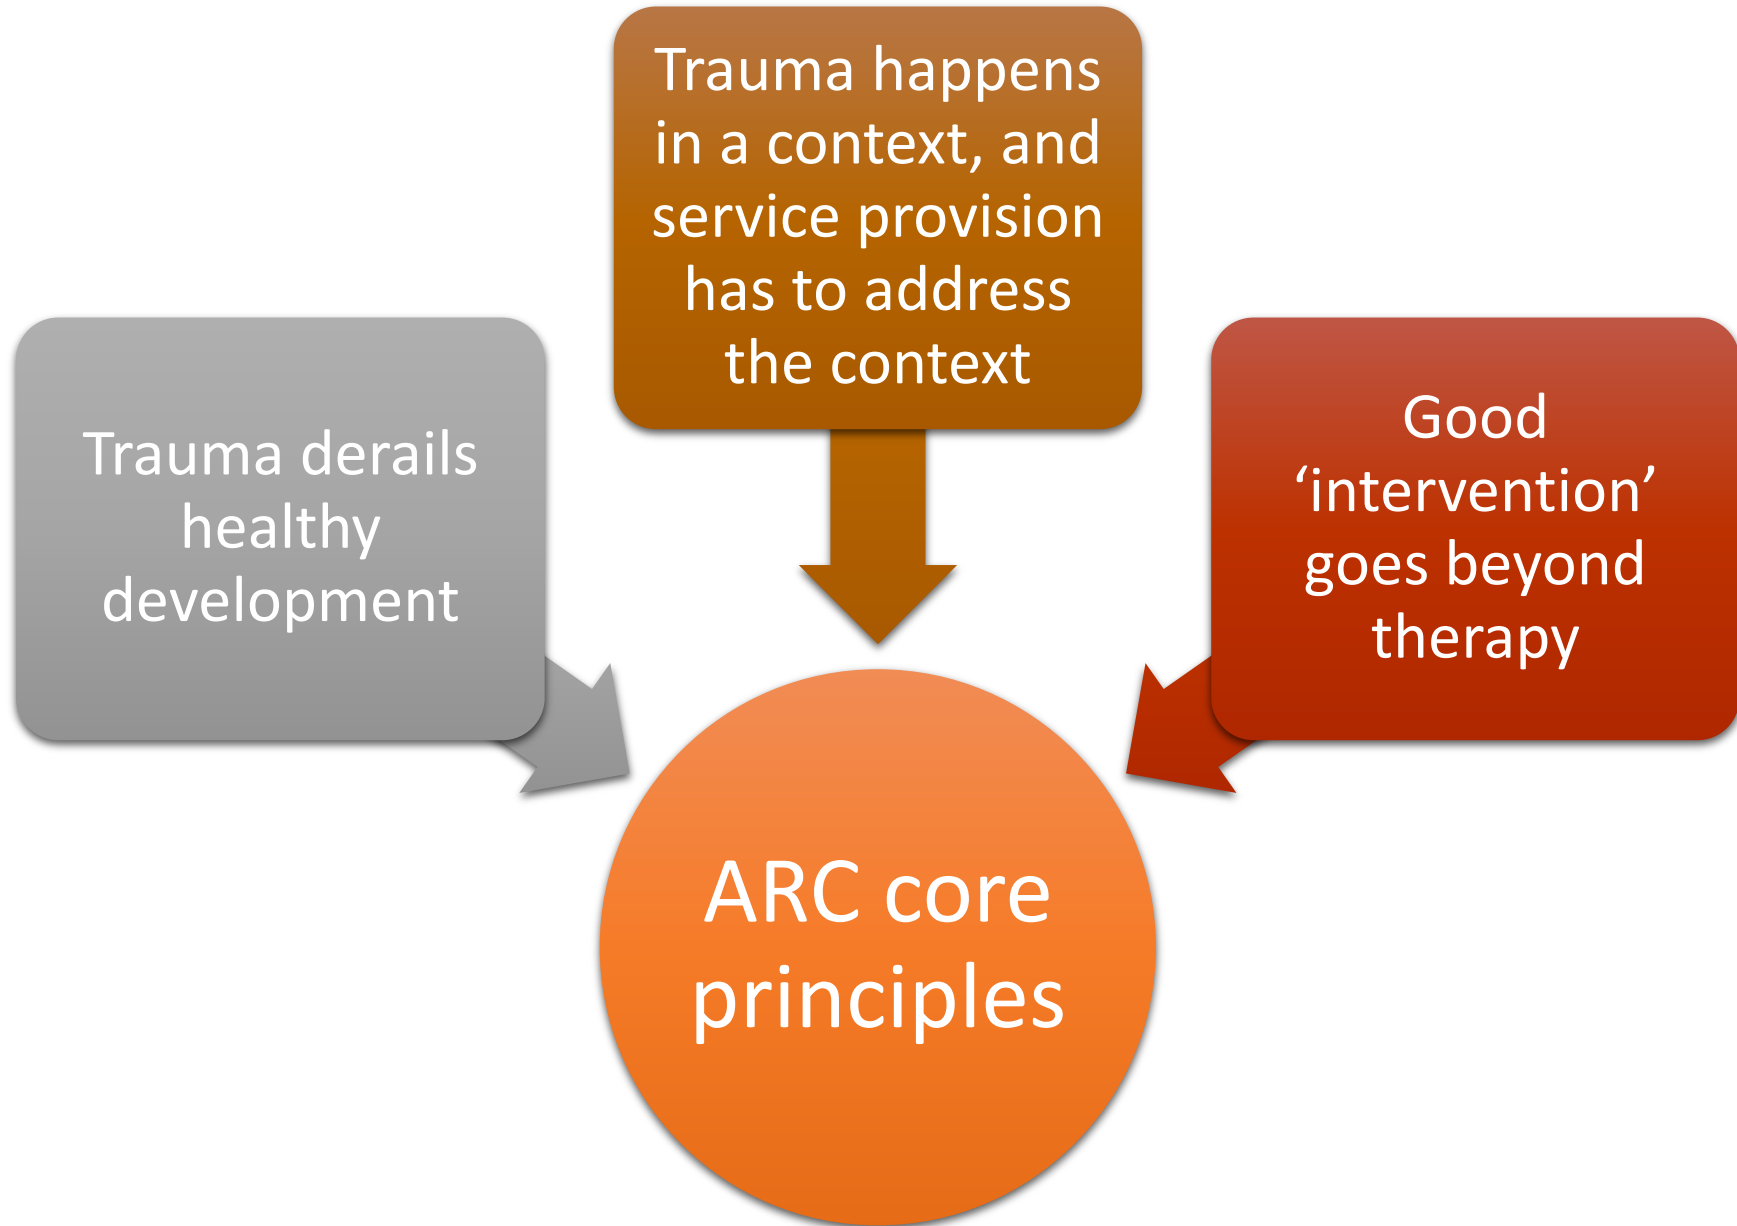 Trauma happens
in a context, and
service provision
has to address
the context
Trauma derails
healthy
development
Good
‘intervention’
goes beyond
therapy
ARC core
principles